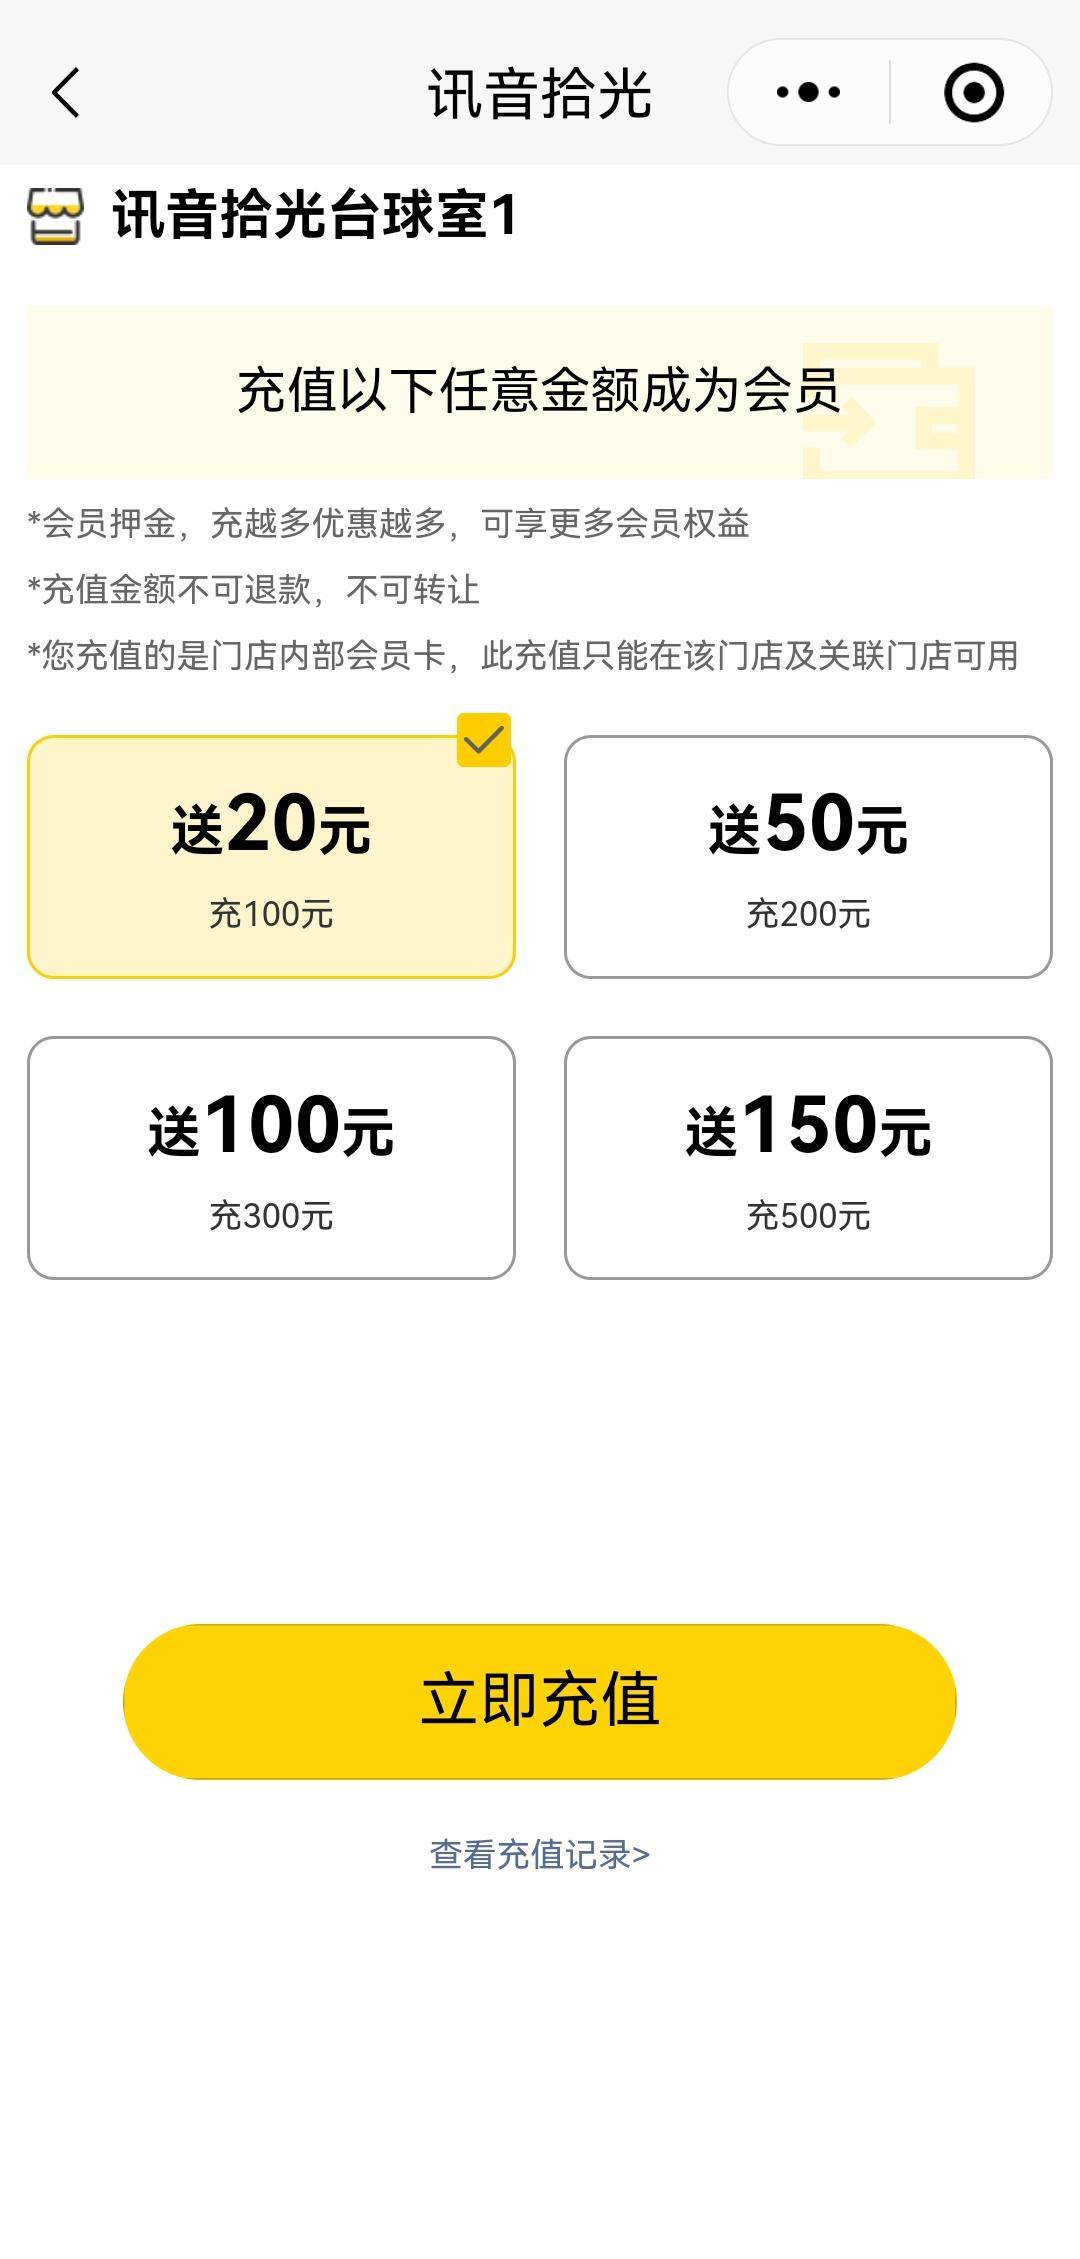 讯音拾光
讯音拾光台球室1
充值以下任意金额成为会员
*会员押金，充越多优惠越多，可享更多会员权益
*充值金额不可退款，不可转让
*您充值的是门店内部会员卡，此充值只能在该门店及关联门店可用
送20元
充100元
送50元
充200元
送100元
充300元
送150元
充500元
立即充值
查看充值记录>